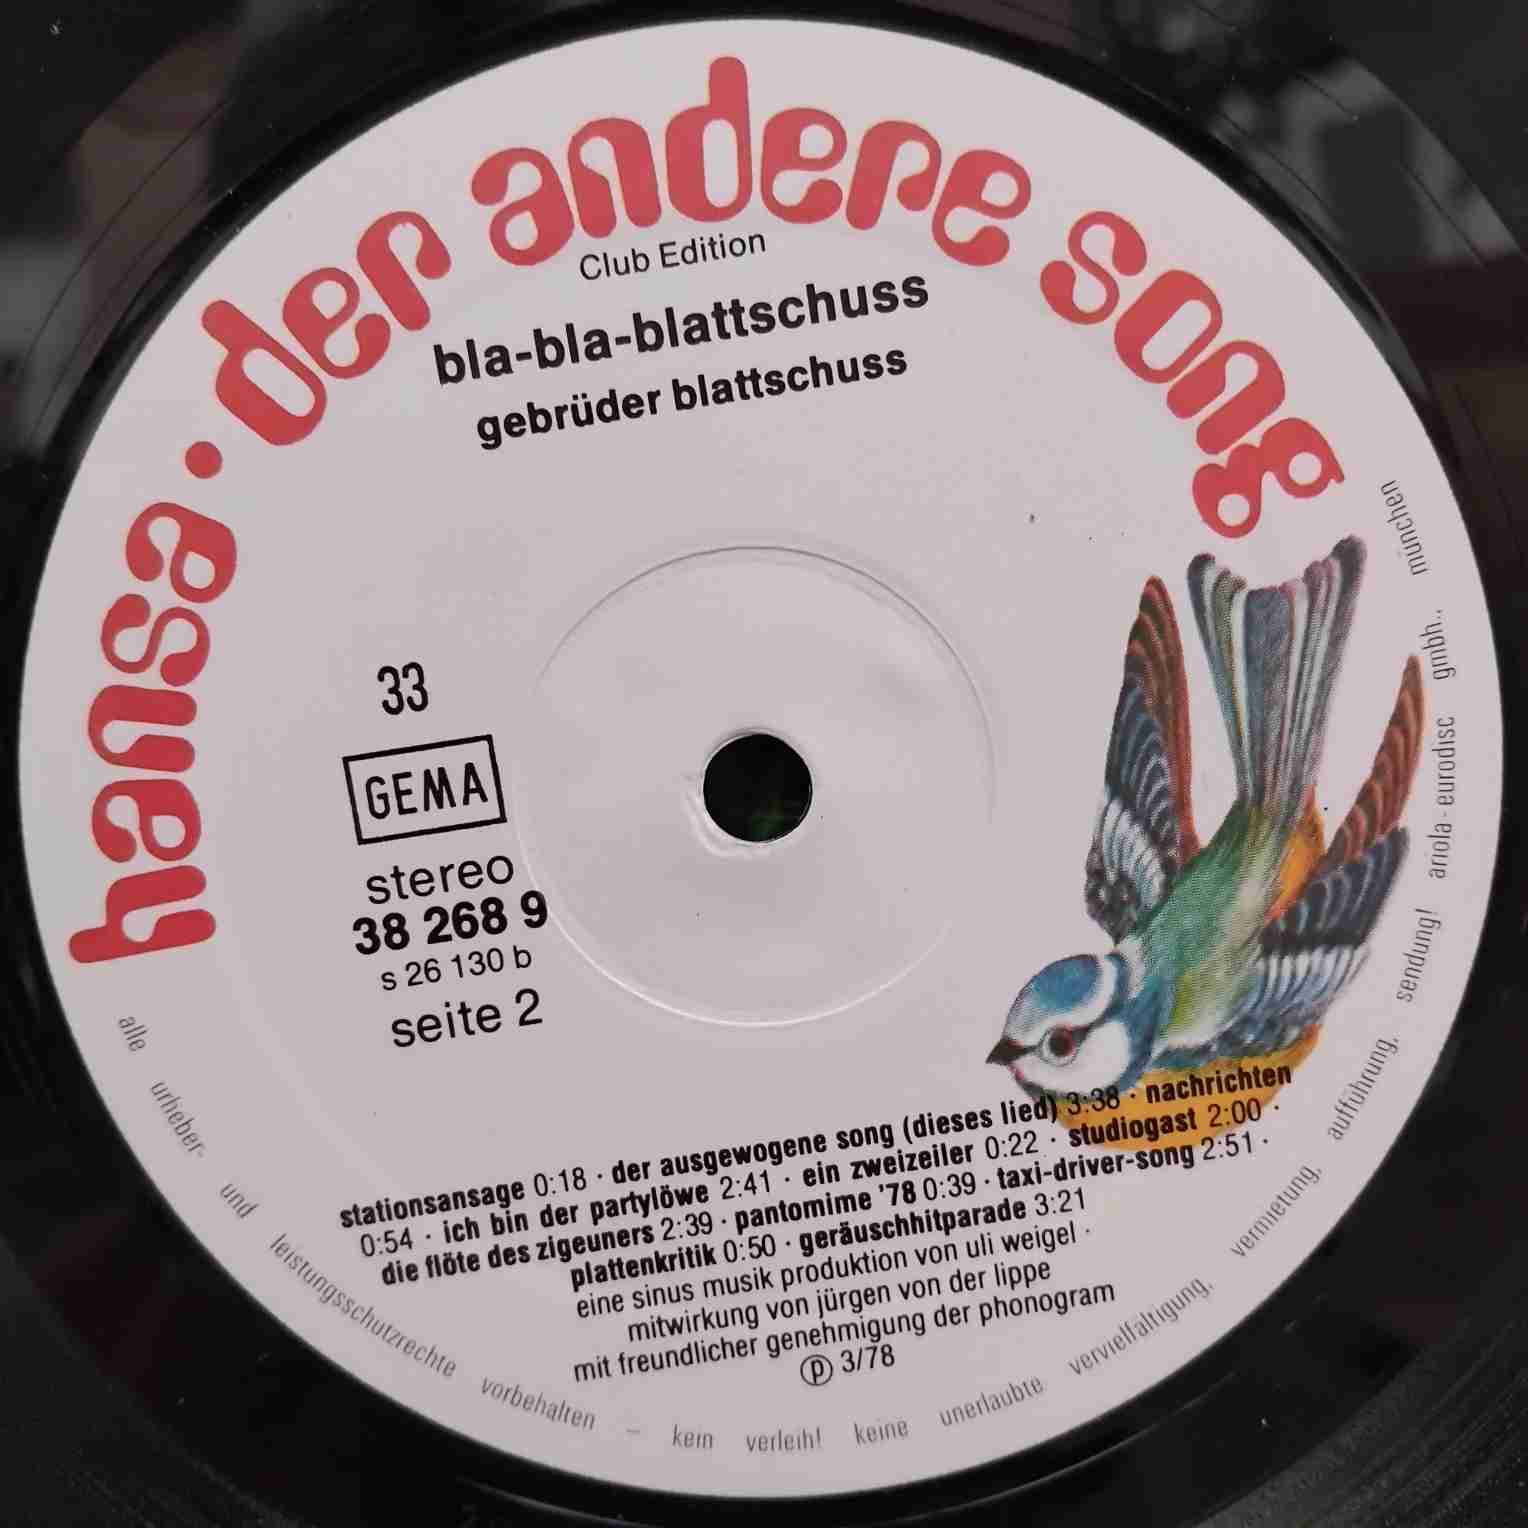 hansa · der andere song
Club Edition
bla-bla-blattschuss
gebrüder blattschuss
33
GEMA
stereo
38 268 9
s 26 130 b
seite 2
stationsansage 0:18 · der ausgewogene song (dieses lied) 3:38 · nachrichten
0:54 · ich bin der partylöwe 2:41 · ein zweizeiler 0:22 · studiogast 2:00 ·
die flöte des zigeuners 2:39 · pantomime '78 0:39 · taxi-driver-song 2:51 ·
plattenkritik 0:50 · geräuschhitparade 3:21
eine sinus musik produktion von uli weigel ·
mitwirkung von jürgen von der lippe
mit freundlicher genehmigung der phonogram
℗ 3/78
alle urheber- und leistungsschutzrechte vorbehalten – kein verleih! keine unerlaubte vervielfältigung, vermietung, aufführung, sendung! ariola - eurodisc gmbh., münchen